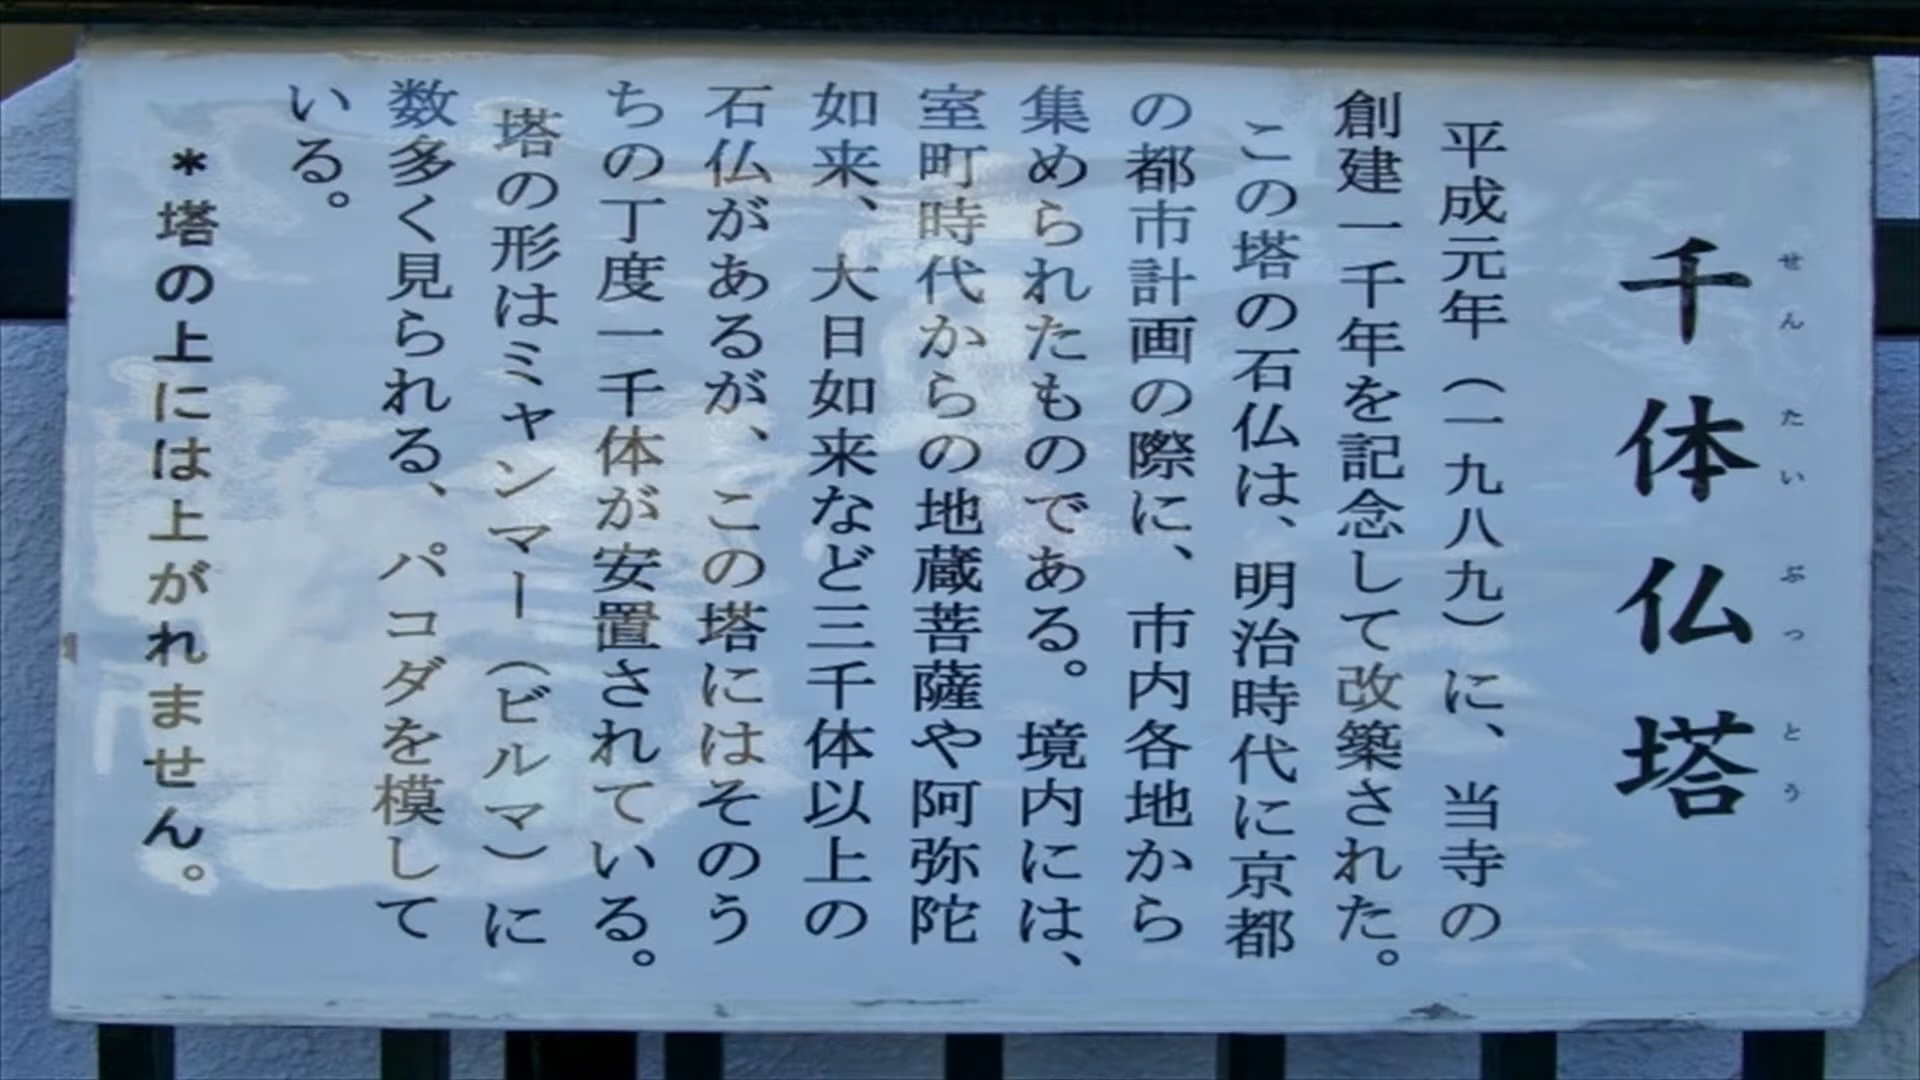 千体仏塔
せんたいぶっとう
平成元年（一九八九）に、当寺の
創建一千年を記念して改築された。
この塔の石仏は、明治時代に京都
の都市計画の際に、市内各地から
集められたものである。境内には、
室町時代からの地蔵菩薩や阿弥陀
如来、大日如来など三千体以上の
石仏があるが、この塔にはそのう
ちの丁度一千体が安置されている。
塔の形はミャンマー（ビルマ）に
数多く見られる、パコダを模して
いる。
＊塔の上には上がれません。